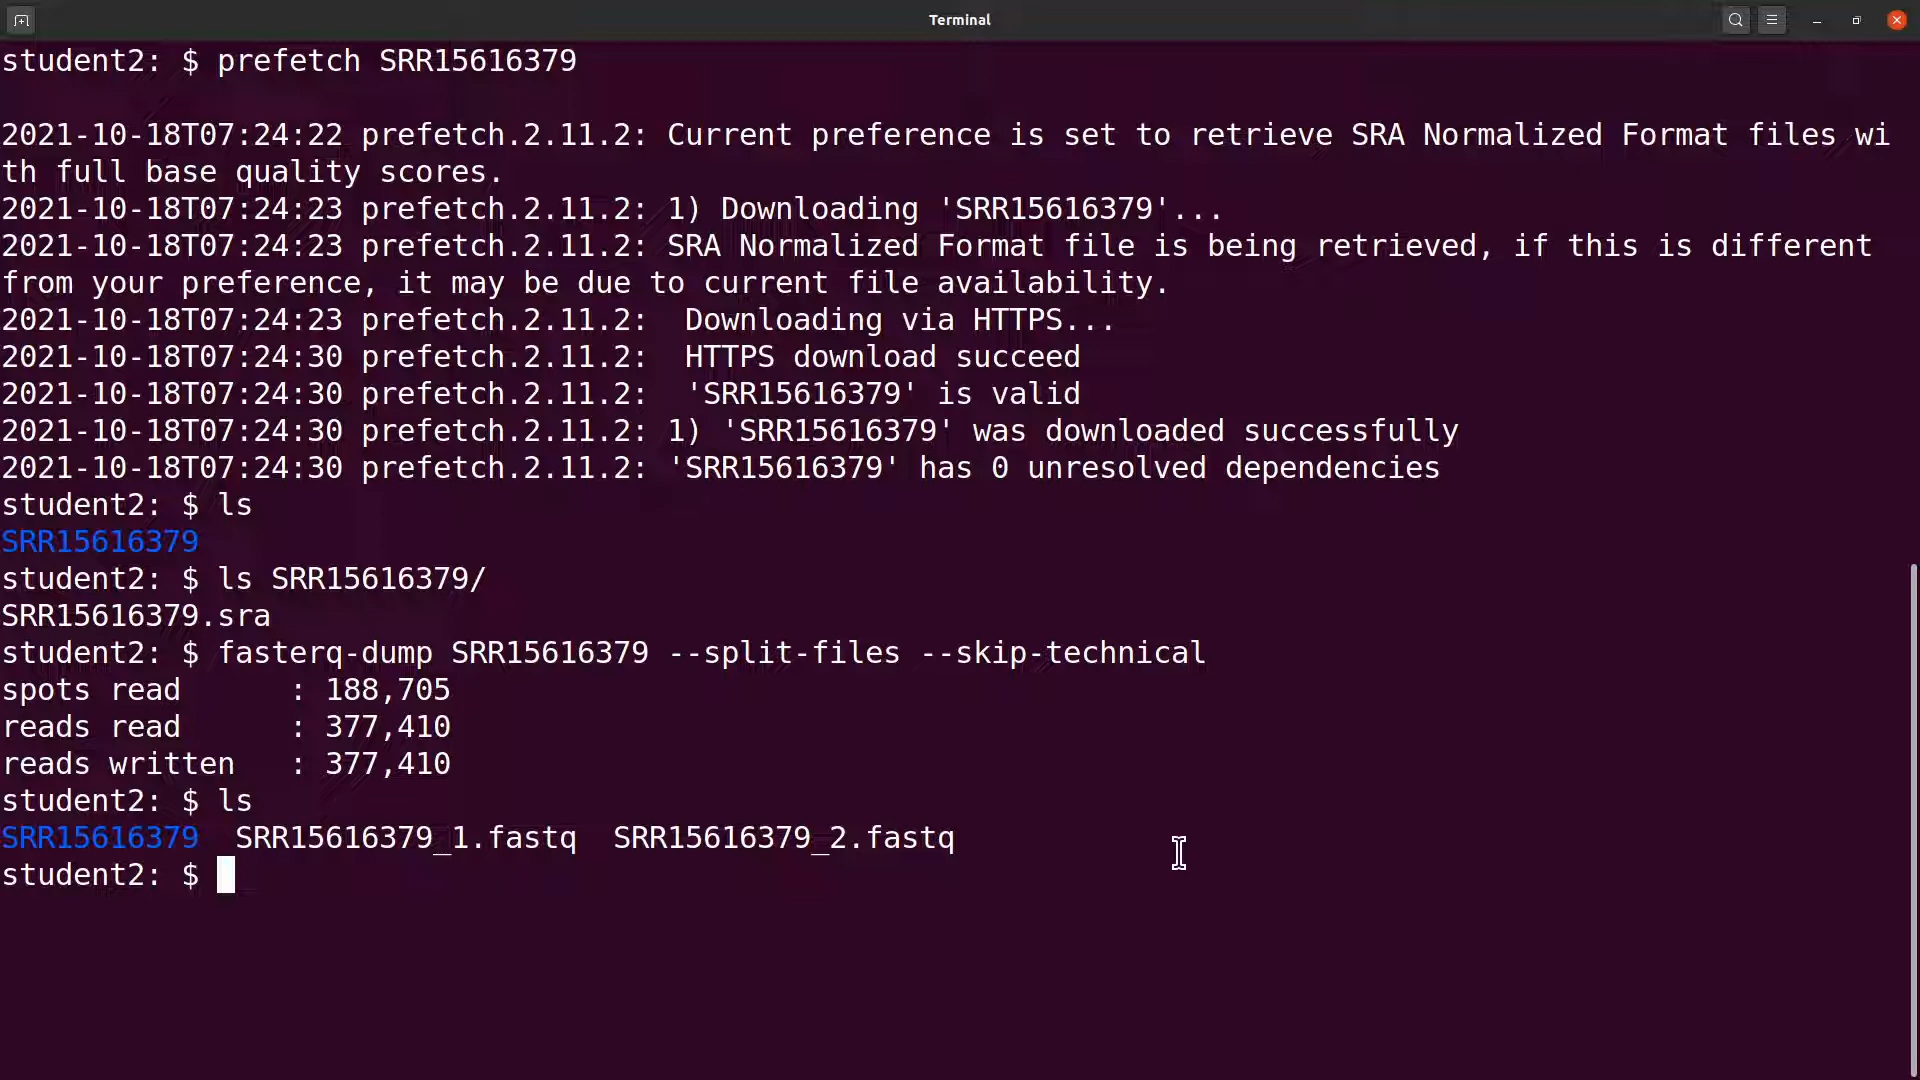 Terminal
student2: $ prefetch SRR15616379
2021-10-18T07:24:22 prefetch.2.11.2: Current preference is set to retrieve SRA Normalized Format files wi
th full base quality scores.
2021-10-18T07:24:23 prefetch.2.11.2: 1) Downloading 'SRR15616379'...
2021-10-18T07:24:23 prefetch.2.11.2: SRA Normalized Format file is being retrieved, if this is different
from your preference, it may be due to current file availability.
2021-10-18T07:24:23 prefetch.2.11.2:  Downloading via HTTPS...
2021-10-18T07:24:30 prefetch.2.11.2:  HTTPS download succeed
2021-10-18T07:24:30 prefetch.2.11.2:  'SRR15616379' is valid
2021-10-18T07:24:30 prefetch.2.11.2: 1) 'SRR15616379' was downloaded successfully
2021-10-18T07:24:30 prefetch.2.11.2: 'SRR15616379' has 0 unresolved dependencies
student2: $ ls
SRR15616379
student2: $ ls SRR15616379/
SRR15616379.sra
student2: $ fasterq-dump SRR15616379 --split-files --skip-technical
spots read      : 188,705
reads read      : 377,410
reads written   : 377,410
student2: $ ls
SRR15616379  SRR15616379_1.fastq  SRR15616379_2.fastq
student2: $